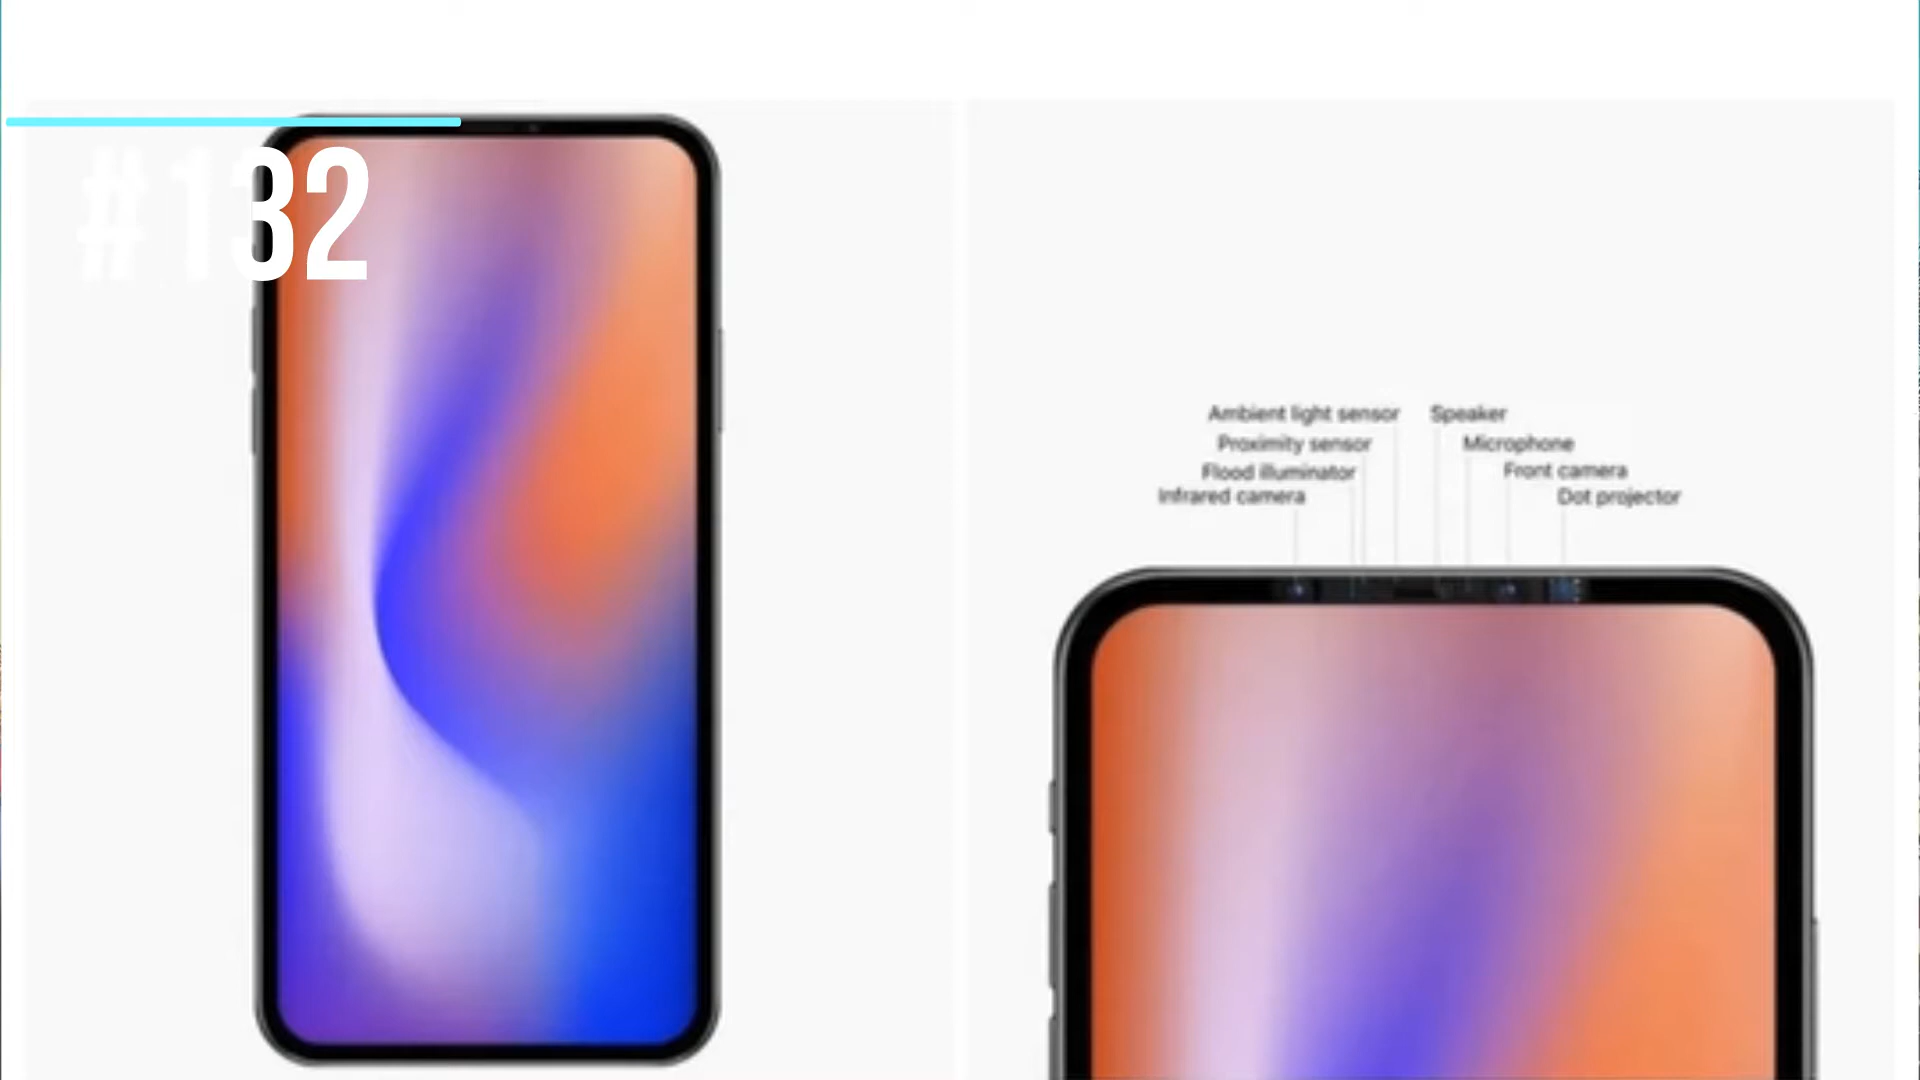 #132
Ambient light sensor
Speaker
Proximity sensor
Microphone
Flood illuminator
Front camera
Infrared camera
Dot projector